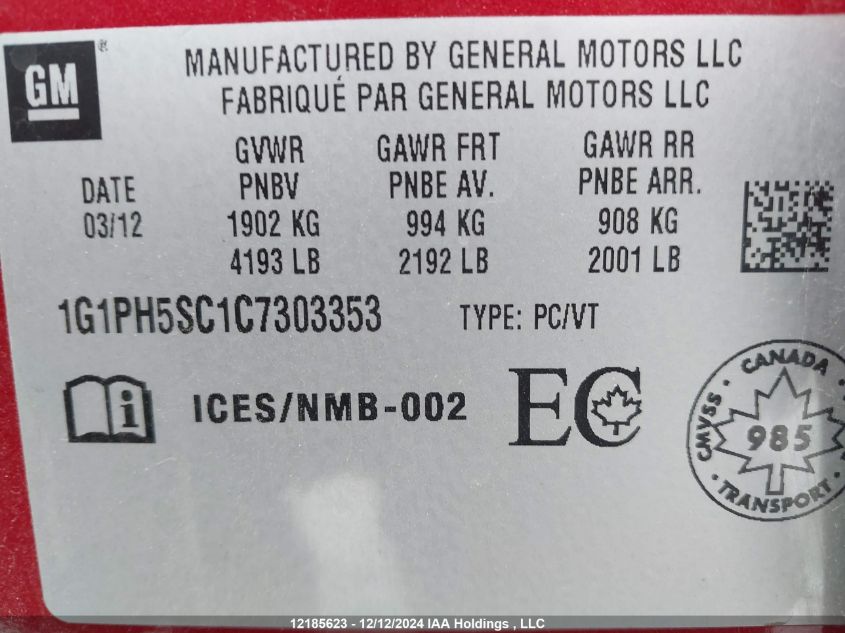 GM ®
MANUFACTURED BY GENERAL MOTORS LLC
FABRIQUÉ PAR GENERAL MOTORS LLC
GVWR GAWR FRT GAWR RR
DATE PNBV PNBE AV. PNBE ARR.
03/12 1902 KG 994 KG 908 KG
4193 LB 2192 LB 2001 LB
1G1PH5SC1C7303353 TYPE: PC/VT
i ICES/NMB-002 EC
CANADA
CMVSS
985
TRANSPORT
12185623 - 12/12/2024 IAA Holdings , LLC